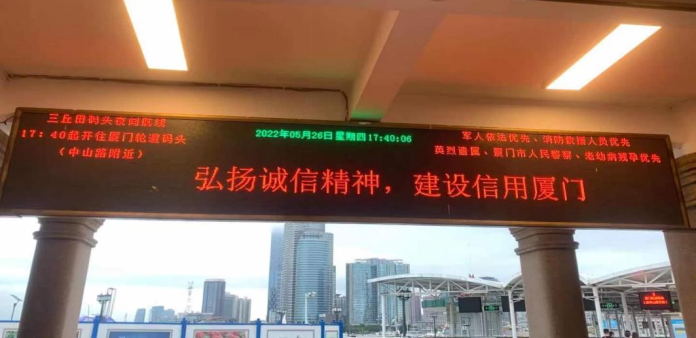 三丘田码头夜间航线
17:40起开往厦门轮渡码头
(中山路附近)
2022年05月26日 星期四 17:40:06
军人依法优先、消防救援人员优先
英烈遗属、厦门市人民警察、老幼病残孕优先
弘扬诚信精神，建设信用厦门